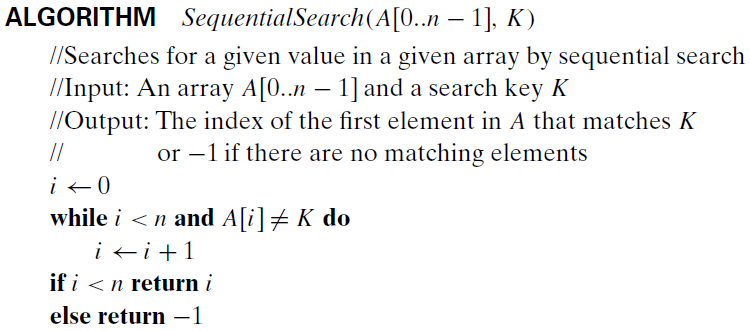 ALGORITHM SequentialSearch(A[0..n − 1], K)
//Searches for a given value in a given array by sequential search
//Input: An array A[0..n − 1] and a search key K
//Output: The index of the first element in A that matches K
// or −1 if there are no matching elements
i ←0
while i < n and A[i] ≠ K do
i ←i + 1
if i < n return i
else return −1